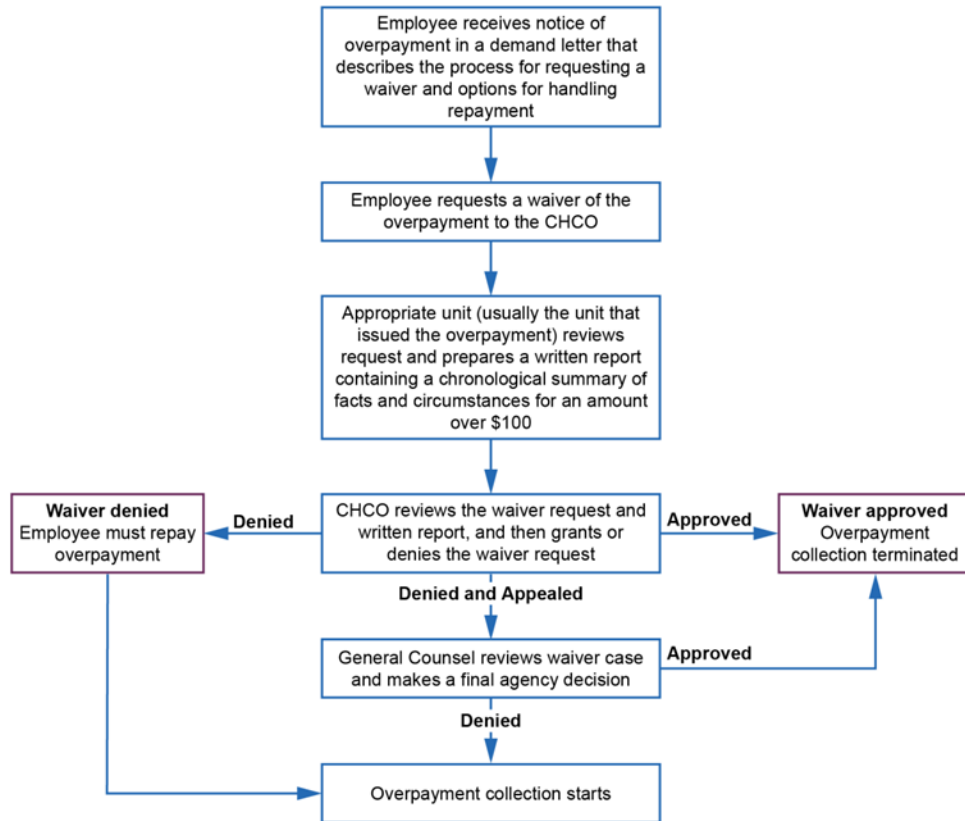 Employee receives notice of
overpayment in a demand letter that
describes the process for requesting a
waiver and options for handling
repayment
Employee requests a waiver of the
overpayment to the CHCO
Appropriate unit (usually the unit that
issued the overpayment) reviews
request and prepares a written report
containing a chronological summary of
facts and circumstances for an amount
over $100
Waiver denied
Employee must repay
overpayment
Denied
CHCO reviews the waiver request and
written report, and then grants or
denies the waiver request
Approved
Waiver approved
Overpayment
collection terminated
Denied and Appealed
General Counsel reviews waiver case
and makes a final agency decision
Approved
Denied
Overpayment collection starts